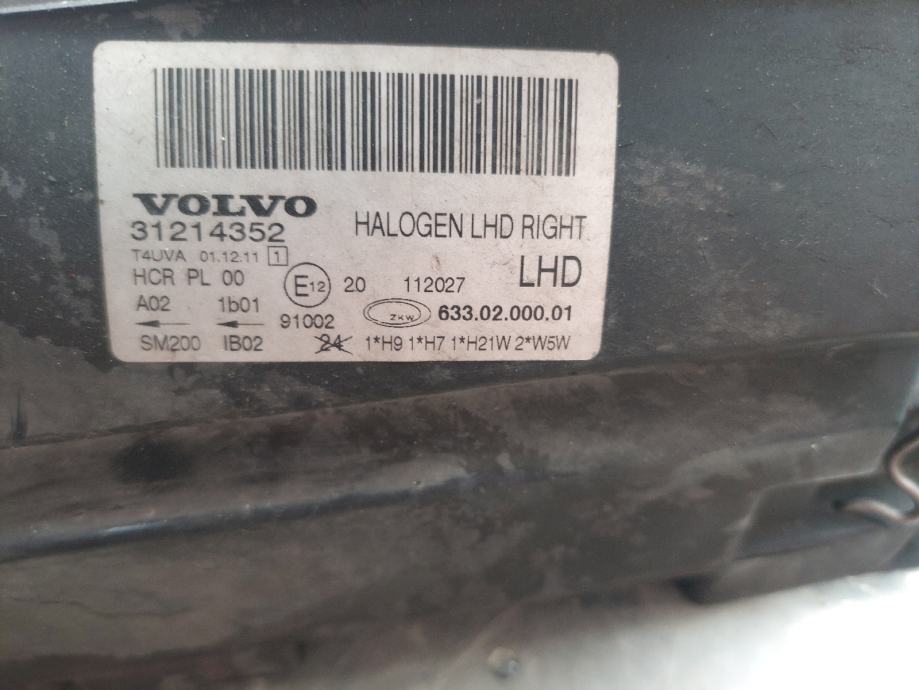 VOLVO
31214352
HALOGEN LHD RIGHT
T4UVA 01.12.11 1
HCR PL 00
E12
20
112027
LHD
A02
1b01
91002
ZKW
633.02.000.01
SM200
IB02
24
1*H9 1*H7 1*H21W 2*W5W